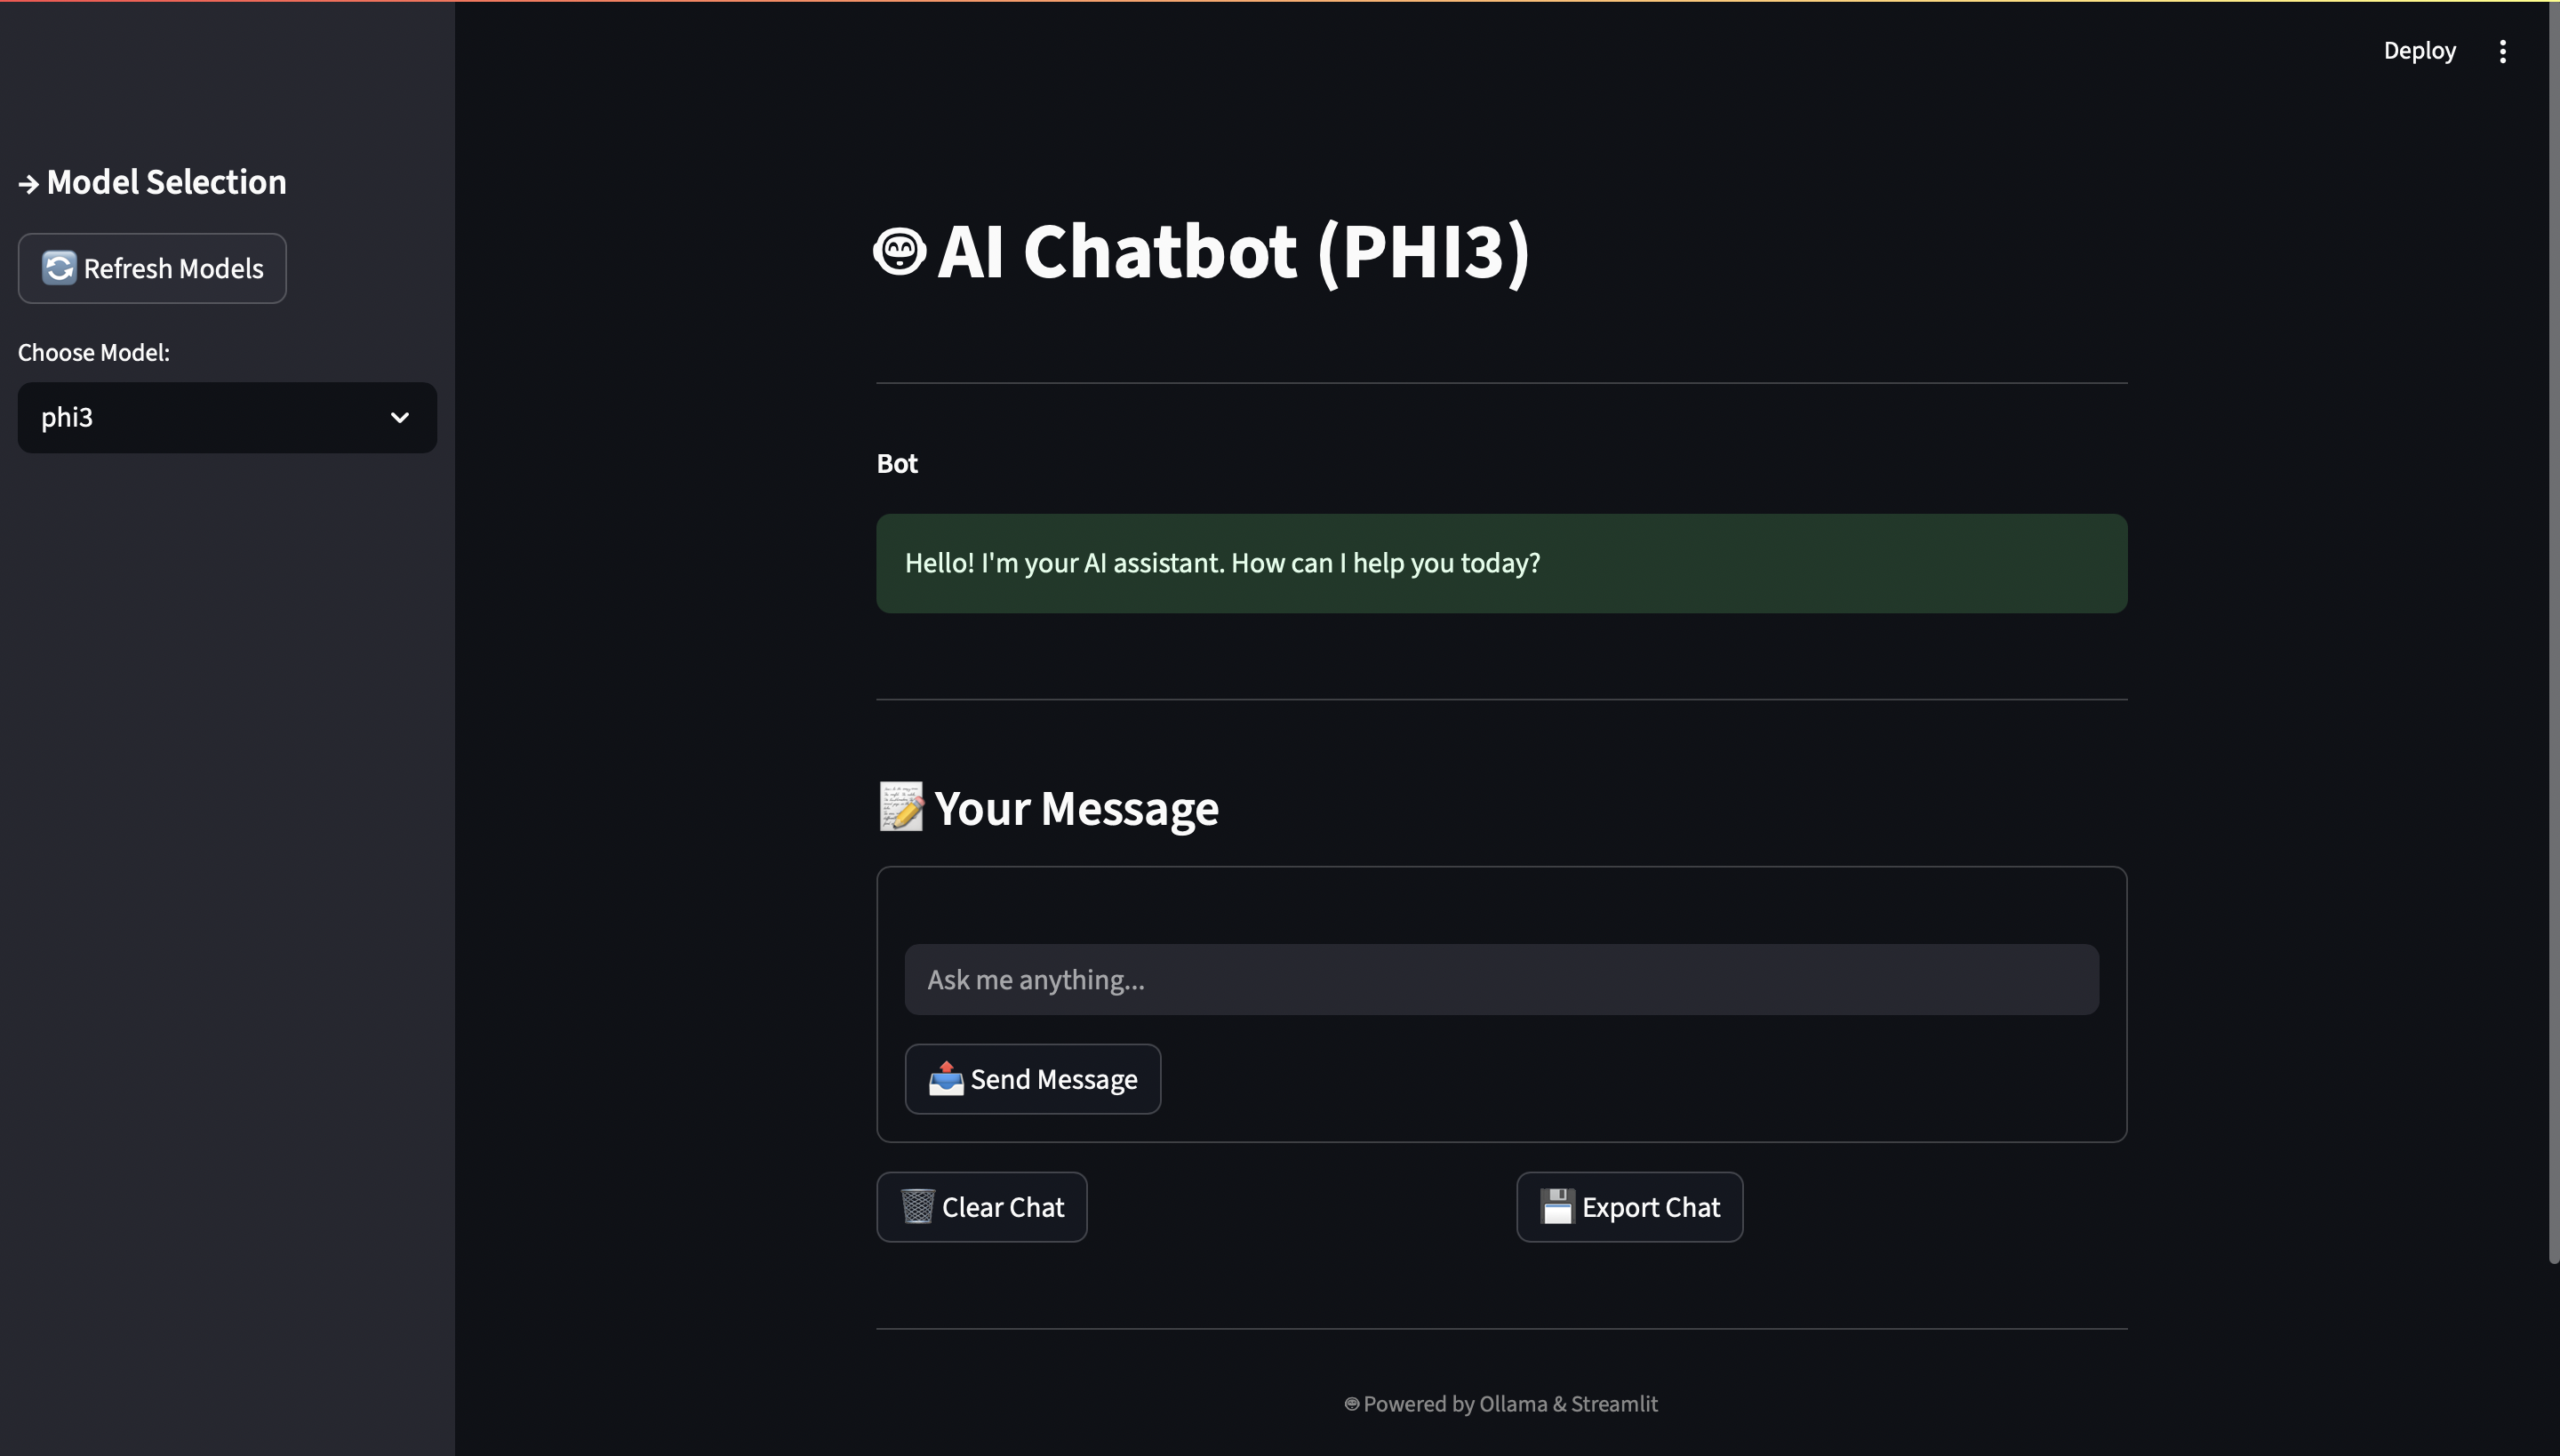 Deploy
→ Model Selection
Refresh Models
Choose Model:
phi3
AI Chatbot (PHI3)
Bot
Hello! I'm your AI assistant. How can I help you today?
Your Message
Ask me anything...
Send Message
Clear Chat
Export Chat
Powered by Ollama & Streamlit